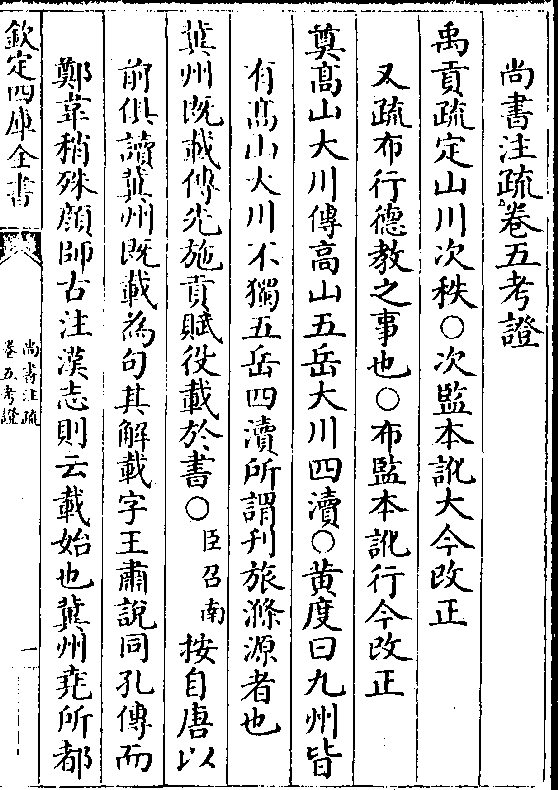 尚書注疏卷五考證
禹貢疏定山川次秩○次監本訛大今改正
又疏布行德教之事也○布監本訛行今改正
奠高山大川傳高山五岳大川四瀆○黄度曰九州皆
有髙山大川不獨五岳四瀆所謂刋旅滌源者也
冀州既載傳先施貢賦役載於書○臣召南按自唐以
前俱讀冀州既載為句其解載字王肅說同孔傳而
鄭韋稍殊顔師古注漢志則云載始也冀州堯所都
欽定四庫全書
尚書注疏
卷五考證
一